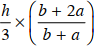 h/3 × ((b + 2a)/(b + a))